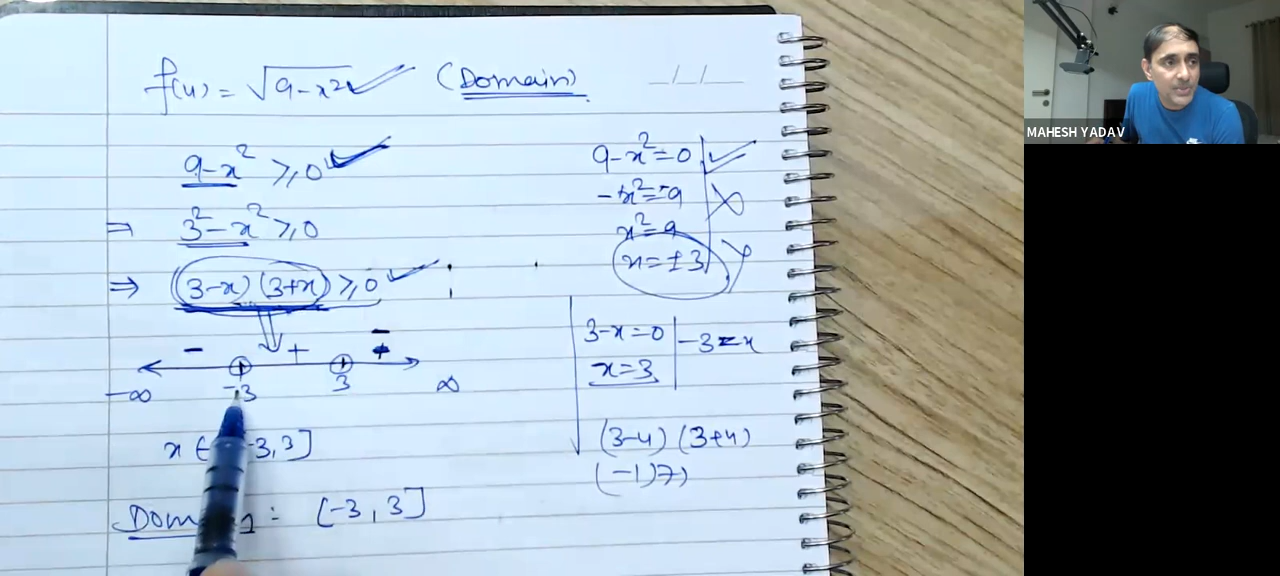 f(x) = √9-x² (Domain) _/_/_
9-x² ≥ 0
⇒ 3²-x² ≥ 0
⇒ (3-x) (3+x) ≥ 0
- + -
-∞ -3 3 ∞
x ∈ [-3,3]
Domain : [-3, 3]
9-x² = 0
-x² = -9
x² = 9
x = ±3
3-x=0 -3=x
x=3
(3-4) (3+4)
(-1)7)
MAHESH YADAV